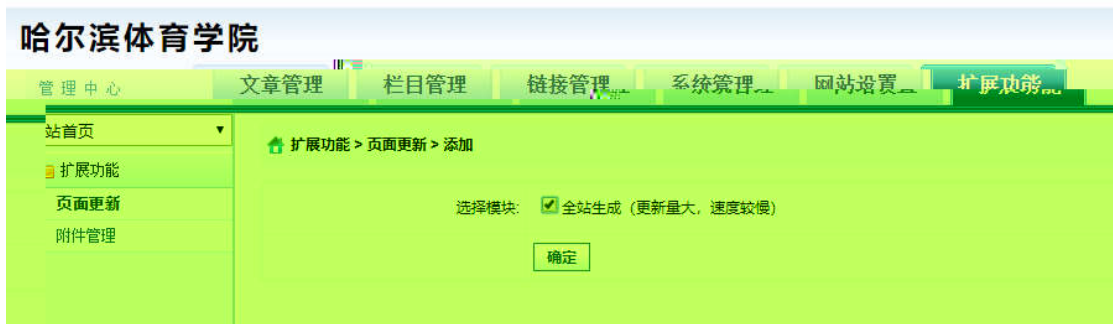 哈尔滨体育学院
管理中心 文章管理 栏目管理 链接管理 系统管理 网站设置 扩展功能
站首页
扩展功能 > 页面更新 > 添加
扩展功能
页面更新
选择模块: 全站生成（更新量大，速度较慢）
附件管理
确定